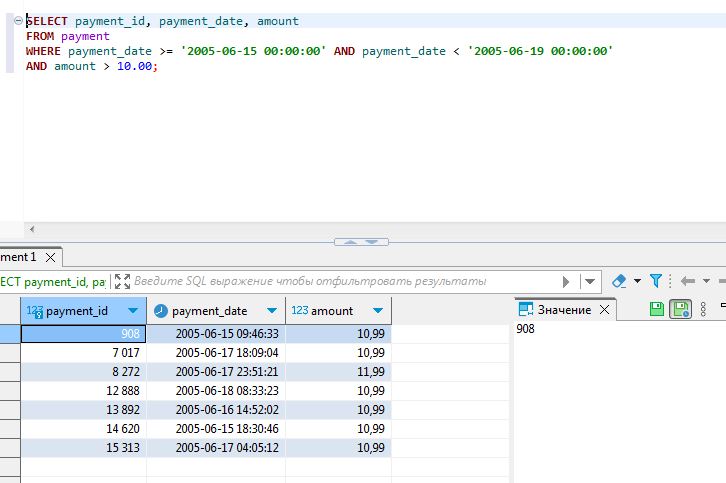 SELECT payment_id, payment_date, amount
FROM payment
WHERE payment_date >= '2005-06-15 00:00:00' AND payment_date < '2005-06-19 00:00:00'
AND amount > 10.00;
ment 1
ECT payment_id, pa
Введите SQL выражение чтобы отфильтровать результаты
123 payment_id payment_date 123 amount
908 2005-06-15 09:46:33 10,99
7 017 2005-06-17 18:09:04 10,99
8 272 2005-06-17 23:51:21 11,99
12 888 2005-06-18 08:33:23 10,99
13 892 2005-06-16 14:52:02 10,99
14 620 2005-06-15 18:30:46 10,99
15 313 2005-06-17 04:05:12 10,99
Значение
908